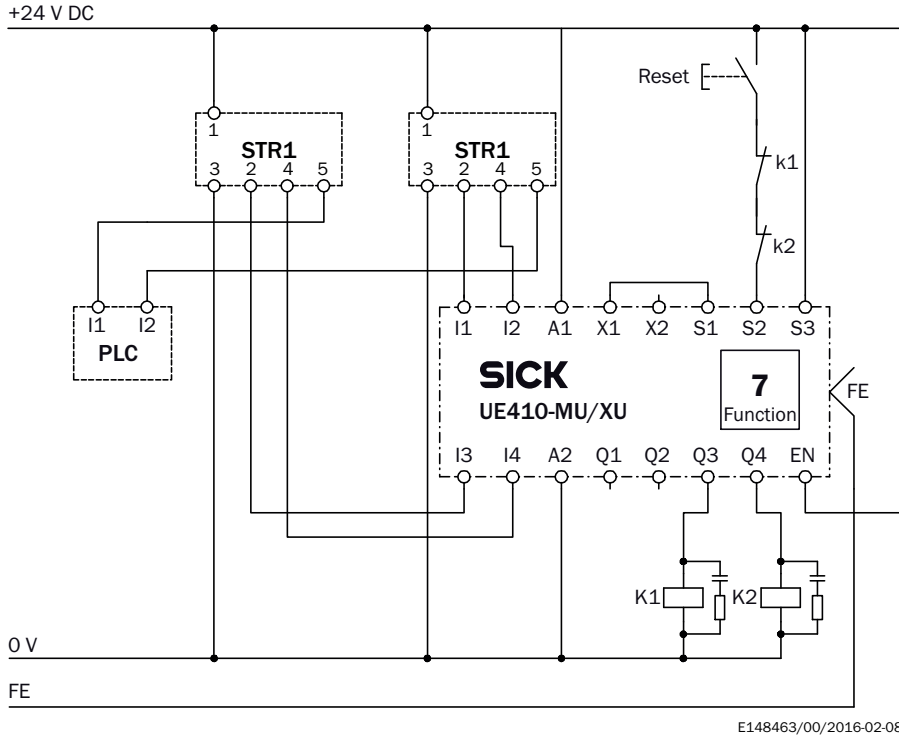 +24 V DC
Reset
1 1
STR1 STR1
3 2 4 5 3 2 4 5
k1
k2
I1 I2
PLC
I1 I2 A1 X1 X2 S1 S2 S3
SICK
UE410-MU/XU
7
Function
FE
I3 I4 A2 Q1 Q2 Q3 Q4 EN
K1 K2
0 V
FE
E148463/00/2016-02-08